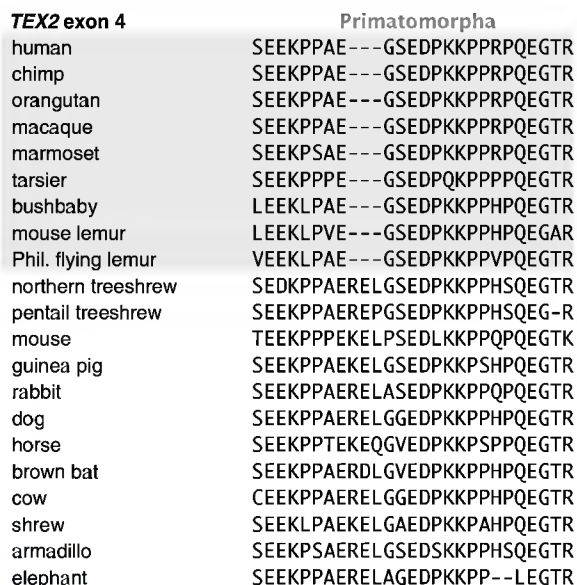 TEX2 exon 4 Primatomorpha
human SEEKPPAE---GSEDPKKPPRPQEGTR
chimp SEEKPPAE---GSEDPKKPPRPQEGTR
orangutan SEEKPPAE---GSEDPKKPPRPQEGTR
macaque SEEKPPAE---GSEDPKKPPRPQEGTR
marmoset SEEKPSAE---GSEDPKKPPRPQEGTR
tarsier SEEKPPPE---GSEDPQKPPPPQEGTR
bushbaby LEEKLPAE---GSEDPKKPPHPQEGTR
mouse lemur LEEKLPVE---GSEDPKKPPHPQEGAR
Phil. flying lemur VEEKLPAE---GSEDPKKPPVPQEGTR
northern treeshrew SEDKPPAERELGSEDPKKPPHSQEGTR
pentail treeshrew SEEKPPAEREPGSEDPKKPPHSQEG-R
mouse TEEKPPPEKELPSEDLKKPPQPQEGTK
guinea pig SEEKPPAEKELGSEDPKKPSHPQEGTR
rabbit SEEKPPAERELASEDPKKPPQPQEGTR
dog SEEKPPAERELGGEDPKKPPHPQEGTR
horse SEEKPPTEKEQGVEDPKKPSPPQEGTR
brown bat SEEKPPAERDLGVEDPKKPPHPQEGTR
cow CEEKPPAERELGGEDPKKPPHPQEGTR
shrew SEEKLPAEKELGAEDPKKPAHPQEGTR
armadillo SEEKPSAERELGSEDSKKPPHSQEGTR
elephant SEEKPPAERELAGEDPKKPP--LEGTR